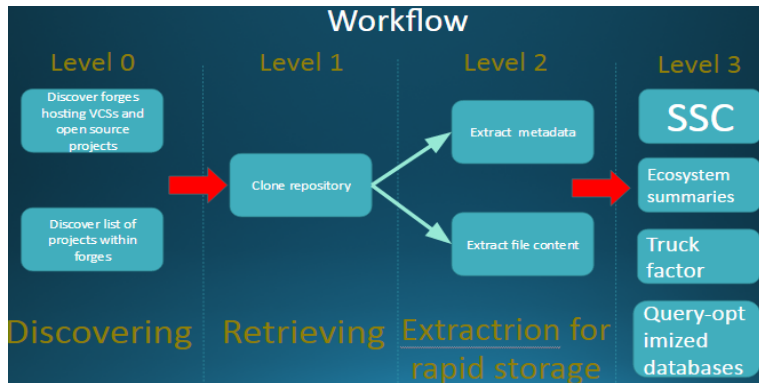 Workflow
Level 0
Discover forges
hosting VCSs and
open source
projects
Discover list of
projects within
forges
Discovering
Level 1
Clone repository
Retrieving
Level 2
Extract metadata
Extract file content
Extractrion for
rapid storage
Level 3
SSC
Ecosystem
summaries
Truck
factor
Query-opt
imized
databases